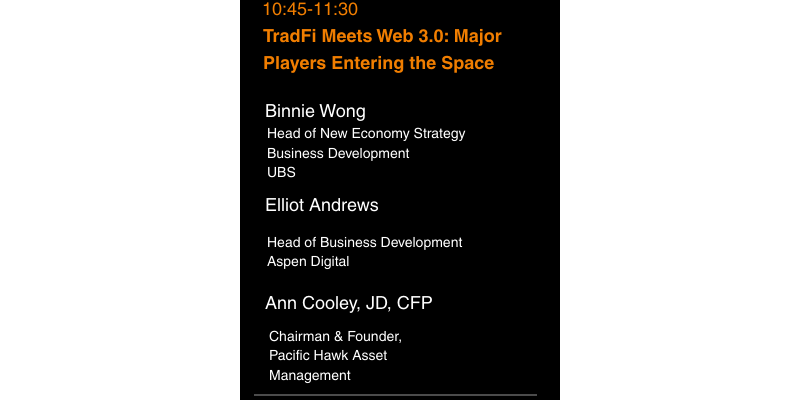 10:45-11:30
TradFi Meets Web 3.0: Major
Players Entering the Space
Binnie Wong
Head of New Economy Strategy
Business Development
UBS
Elliot Andrews
Head of Business Development
Aspen Digital
Ann Cooley, JD, CFP
Chairman & Founder,
Pacific Hawk Asset
Management